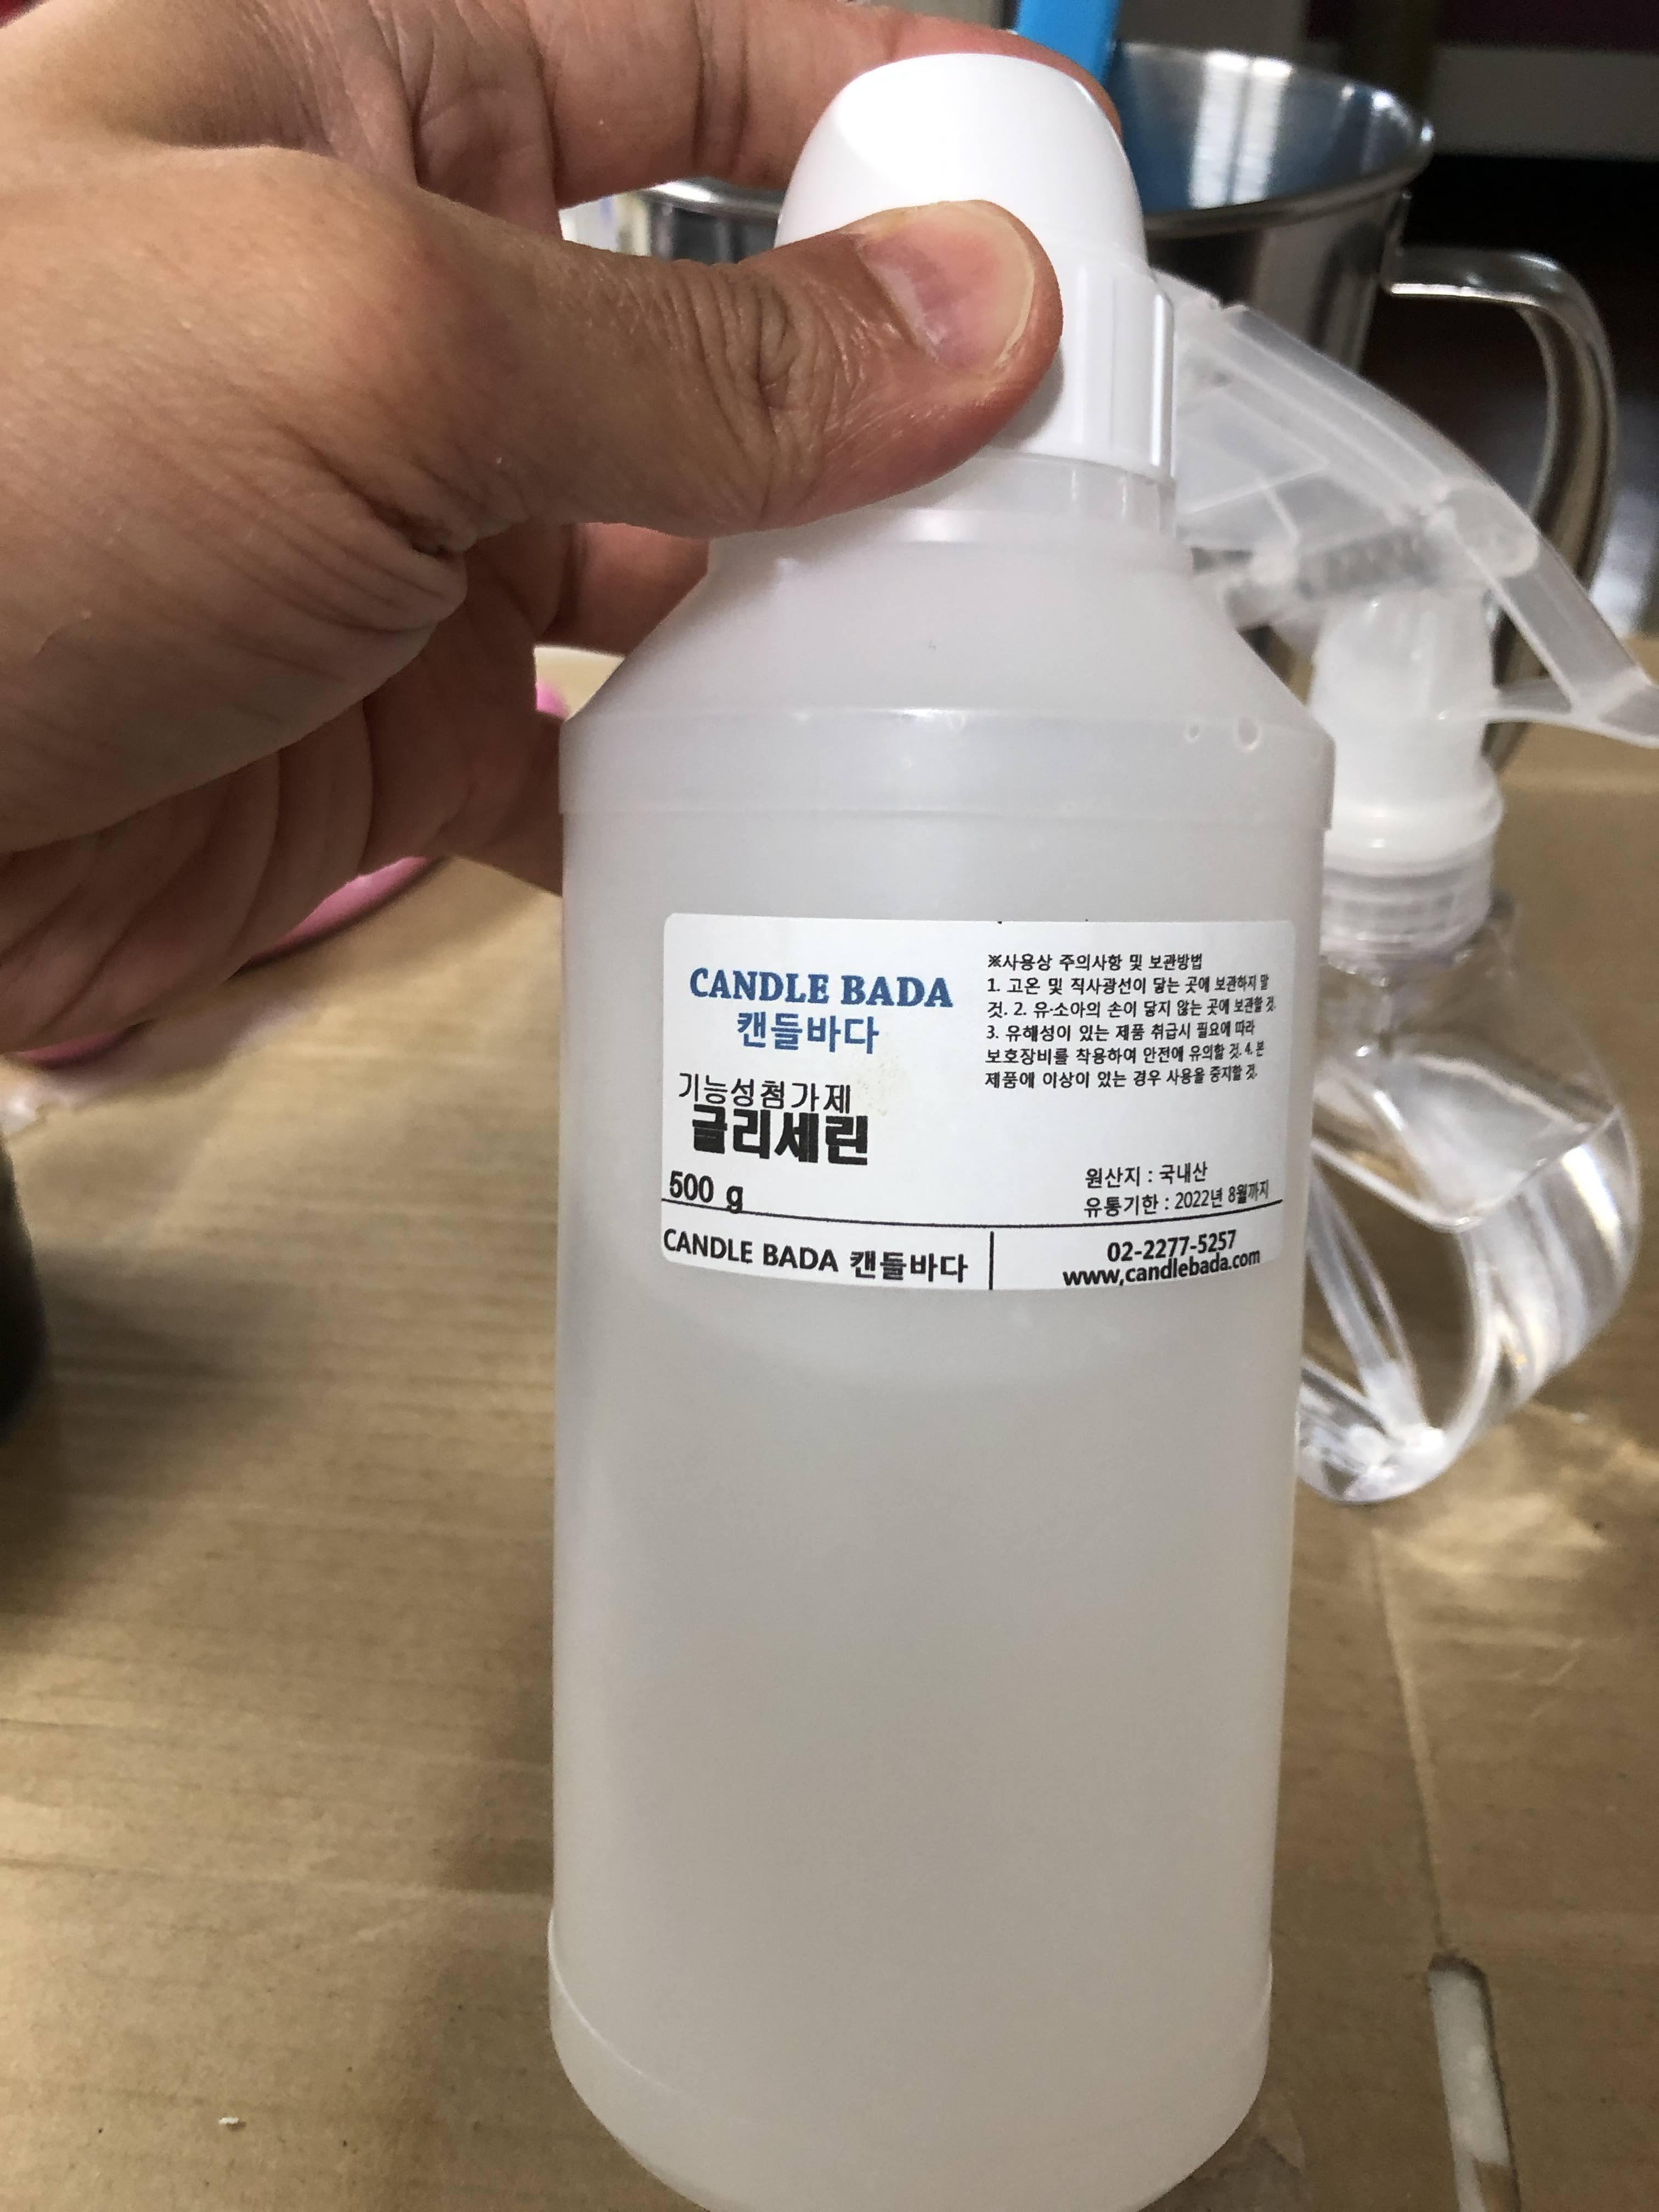 CANDLE BADA
캔들바다
기능성첨가제
글리세린
500 g
※사용상 주의사항 및 보관방법
1. 고온 및 직사광선이 닿는 곳에 보관하지 말
것. 2. 유·소아의 손이 닿지 않는 곳에 보관할 것.
3. 유해성이 있는 제품 취급시 필요에 따라
보호장비를 착용하여 안전에 유의할 것. 4. 본
제품에 이상이 있는 경우 사용을 중지할 것.
원산지 : 국내산
유통기한 : 2022년 8월까지
CANDLE BADA 캔들바다
02-2277-5257
www,candlebada.com